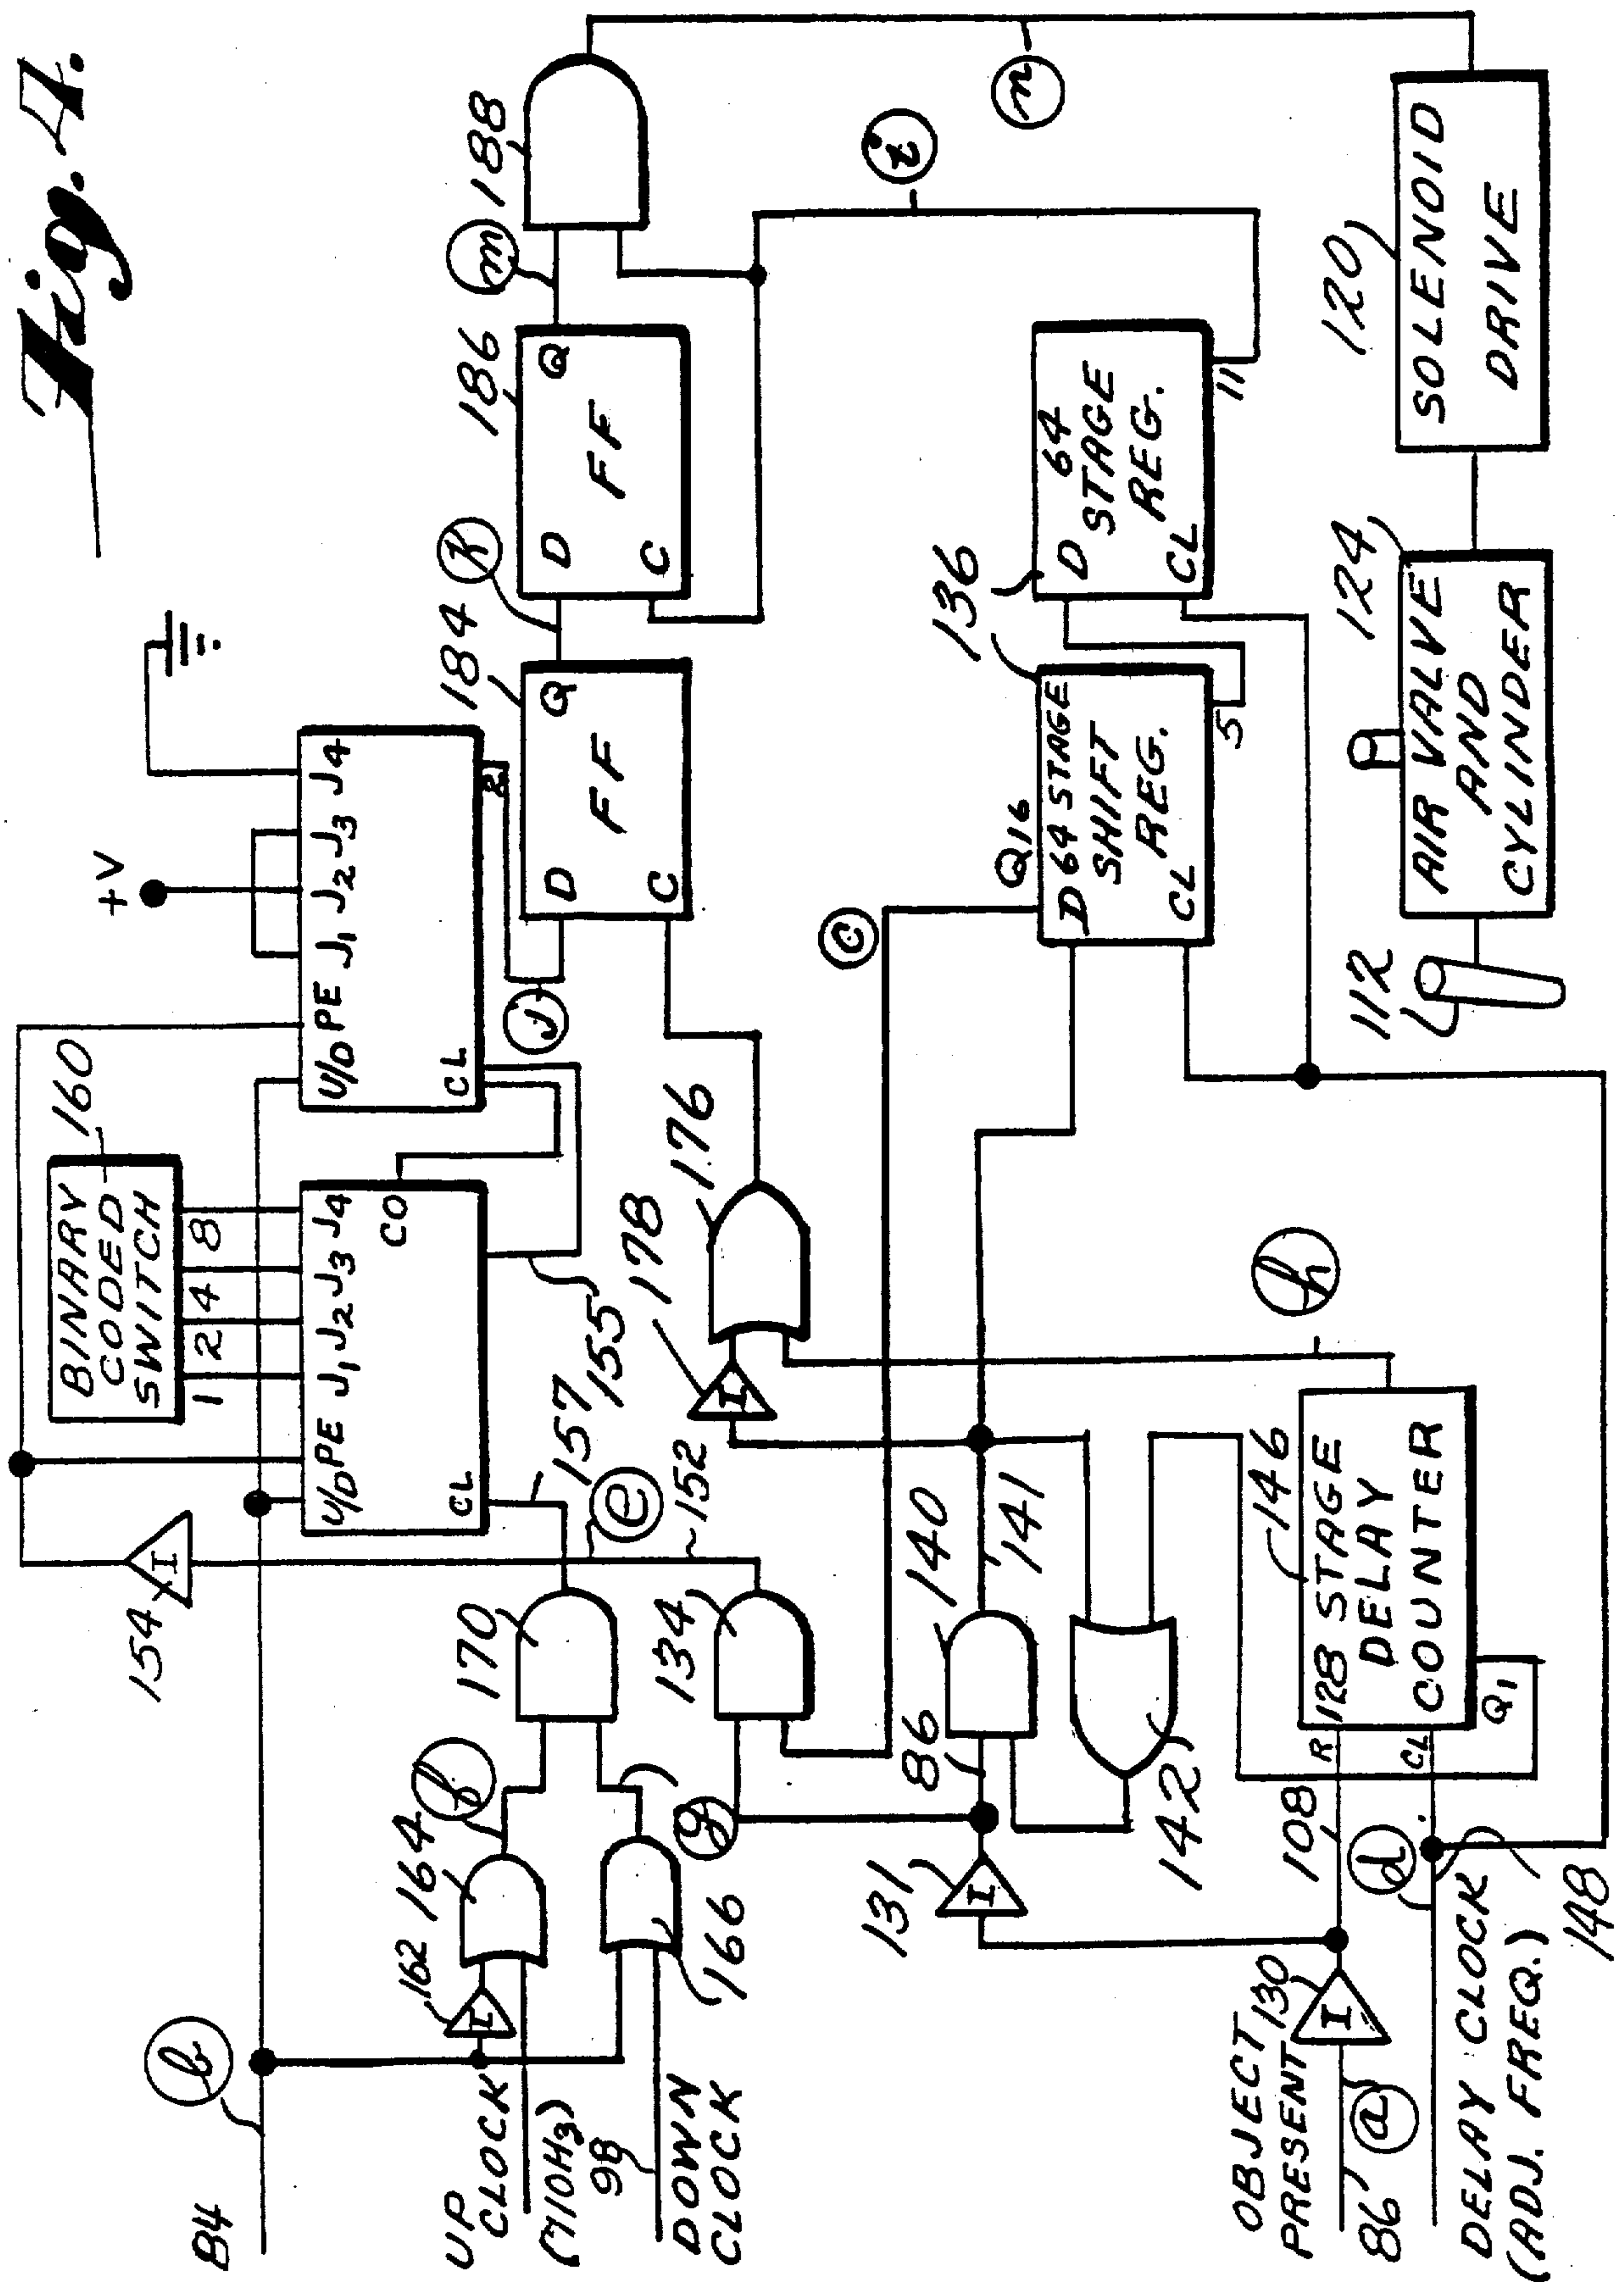 Fig. 4.
BINARY
CODED
SWITCH
160
1 2 4 8
+V
154
I
U/D PE J1 J2 J3 J4
CL
CO
U/D PE J1 J2 J3 J4
CL
2
b
84
155
157
e
152
j
UP
CLOCK
(710Hz)
98
DOWN
CLOCK
162
I
164
f
166
g
170
134
178
I
176
184
D
Q
FF
C
k
186
D
Q
FF
C
m
188
c
i
n
131
I
86
140
141
142
h
Q16
136
D 64 STAGE
SHIFT
REG.
CL
5
64
D STAGE
REG.
CL
11
OBJECT
PRESENT
130
I
86'
a
108
d
DELAY CLOCK
(ADJ. FREQ.)
148
R
CL
128 STAGE
DELAY
COUNTER
146
Q1
112
AIR VALVE
AND
CYLINDER
124
SOLENOID
DRIVE
120